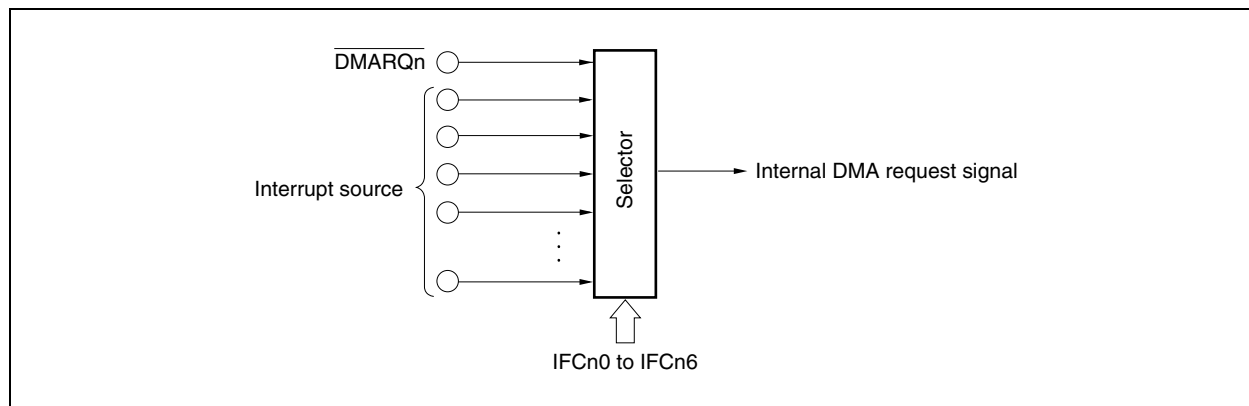 DMARQn
Interrupt source
Selector
Internal DMA request signal
IFCn0 to IFCn6